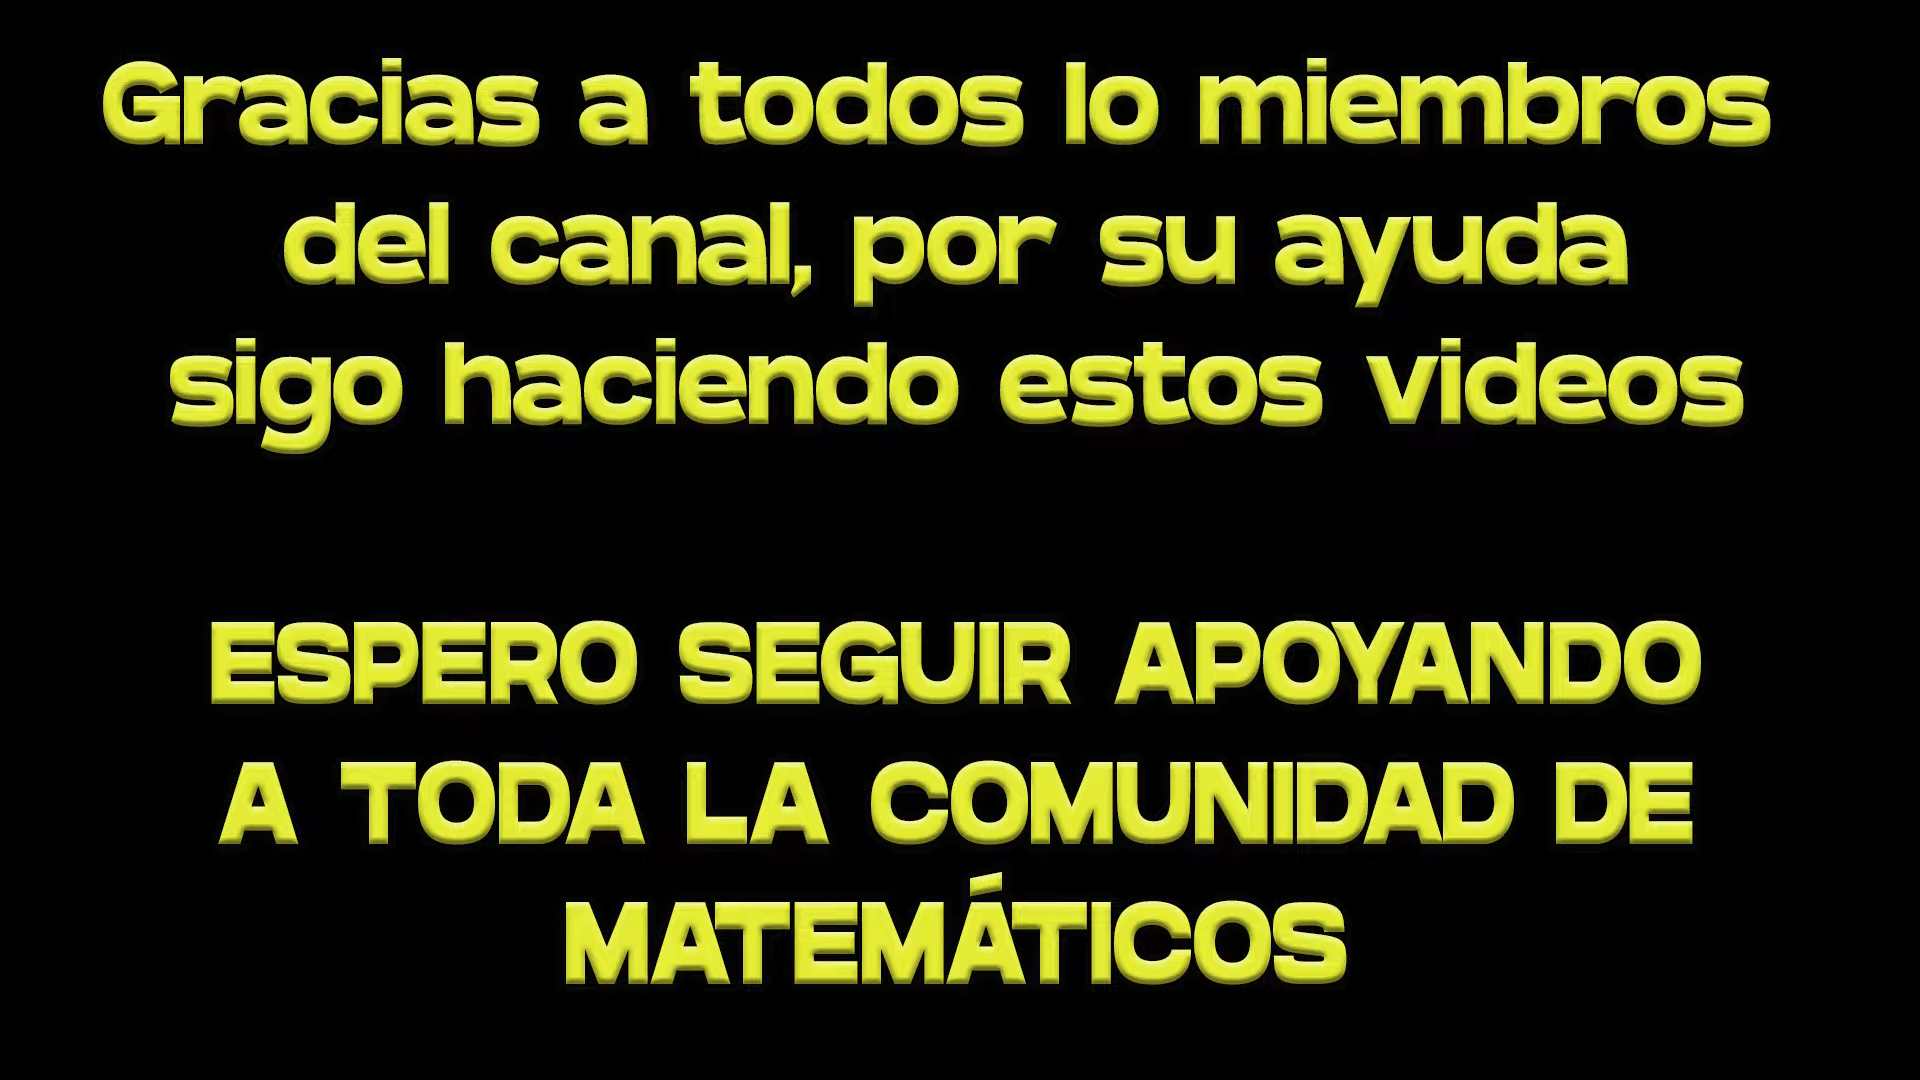 Gracias a todos lo miembros
del canal, por su ayuda
sigo haciendo estos videos
ESPERO SEGUIR APOYANDO
A TODA LA COMUNIDAD DE
MATEMÁTICOS